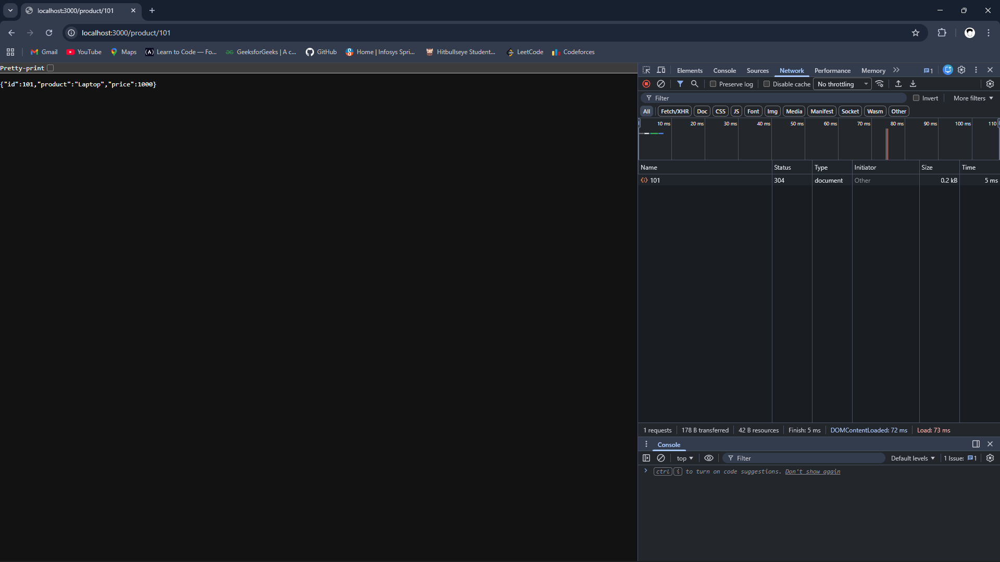 localhost:3000/product/101
localhost:3000/product/101
Gmail YouTube Maps Learn to Code — Fo... GeeksforGeeks | A c... GitHub Home | Infosys Spri... Hitbullseye Student... LeetCode Codeforces
Pretty-print
{"id":101,"product":"Laptop","price":1000}
Elements Console Sources Network Performance Memory 1
Preserve log Disable cache No throttling
Filter Invert More filters
All Fetch/XHR Doc CSS JS Font Img Media Manifest Socket Wasm Other
10 ms 20 ms 30 ms 40 ms 50 ms 60 ms 70 ms 80 ms 90 ms 100 ms 110
Name Status Type Initiator Size Time
101 304 document Other 0.2 kB 5 ms
1 requests 178 B transferred 42 B resources Finish: 5 ms DOMContentLoaded: 72 ms Load: 73 ms
Console
top Filter Default levels 1 Issue: 1
ctrl i to turn on code suggestions. Don't show again